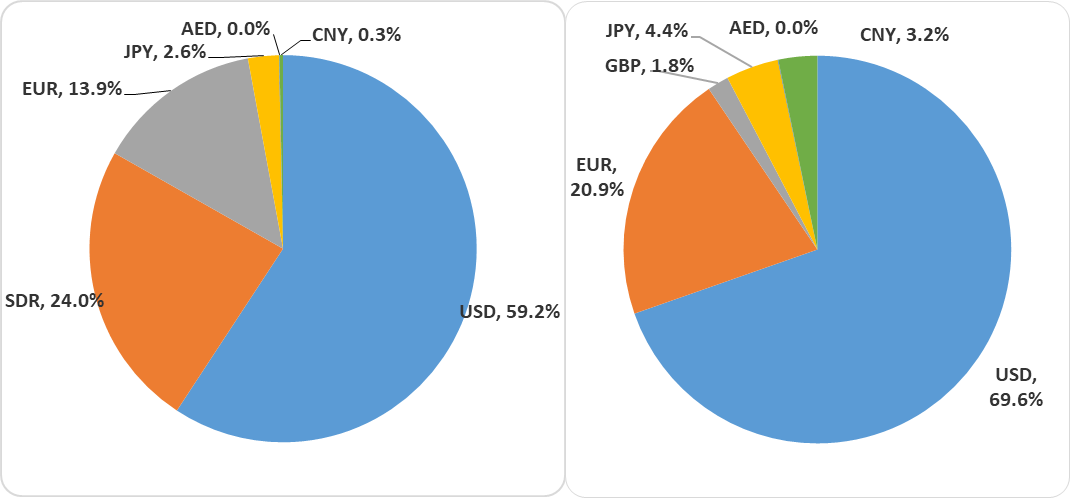 AED, 0.0%
CNY, 0.3%
JPY, 2.6%
EUR, 13.9%
SDR, 24.0%
USD, 59.2%
JPY, 4.4%
AED, 0.0%
CNY, 3.2%
GBP, 1.8%
EUR,
20.9%
USD,
69.6%